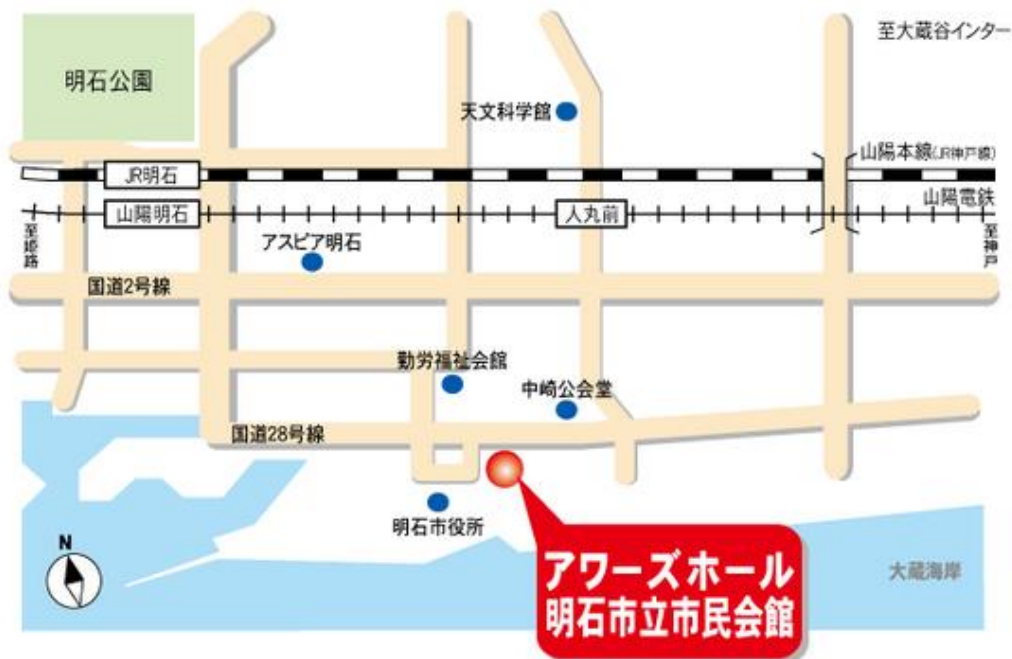 至大蔵谷インター
明石公園
天文科学館
山陽本線(JR神戸線)
JR明石
山陽電鉄
山陽明石
人丸前
至姫路
アスピア明石
至神戸
国道2号線
勤労福祉会館
中崎公会堂
国道28号線
明石市役所
N
アワーズホール
明石市立市民会館
大蔵海岸